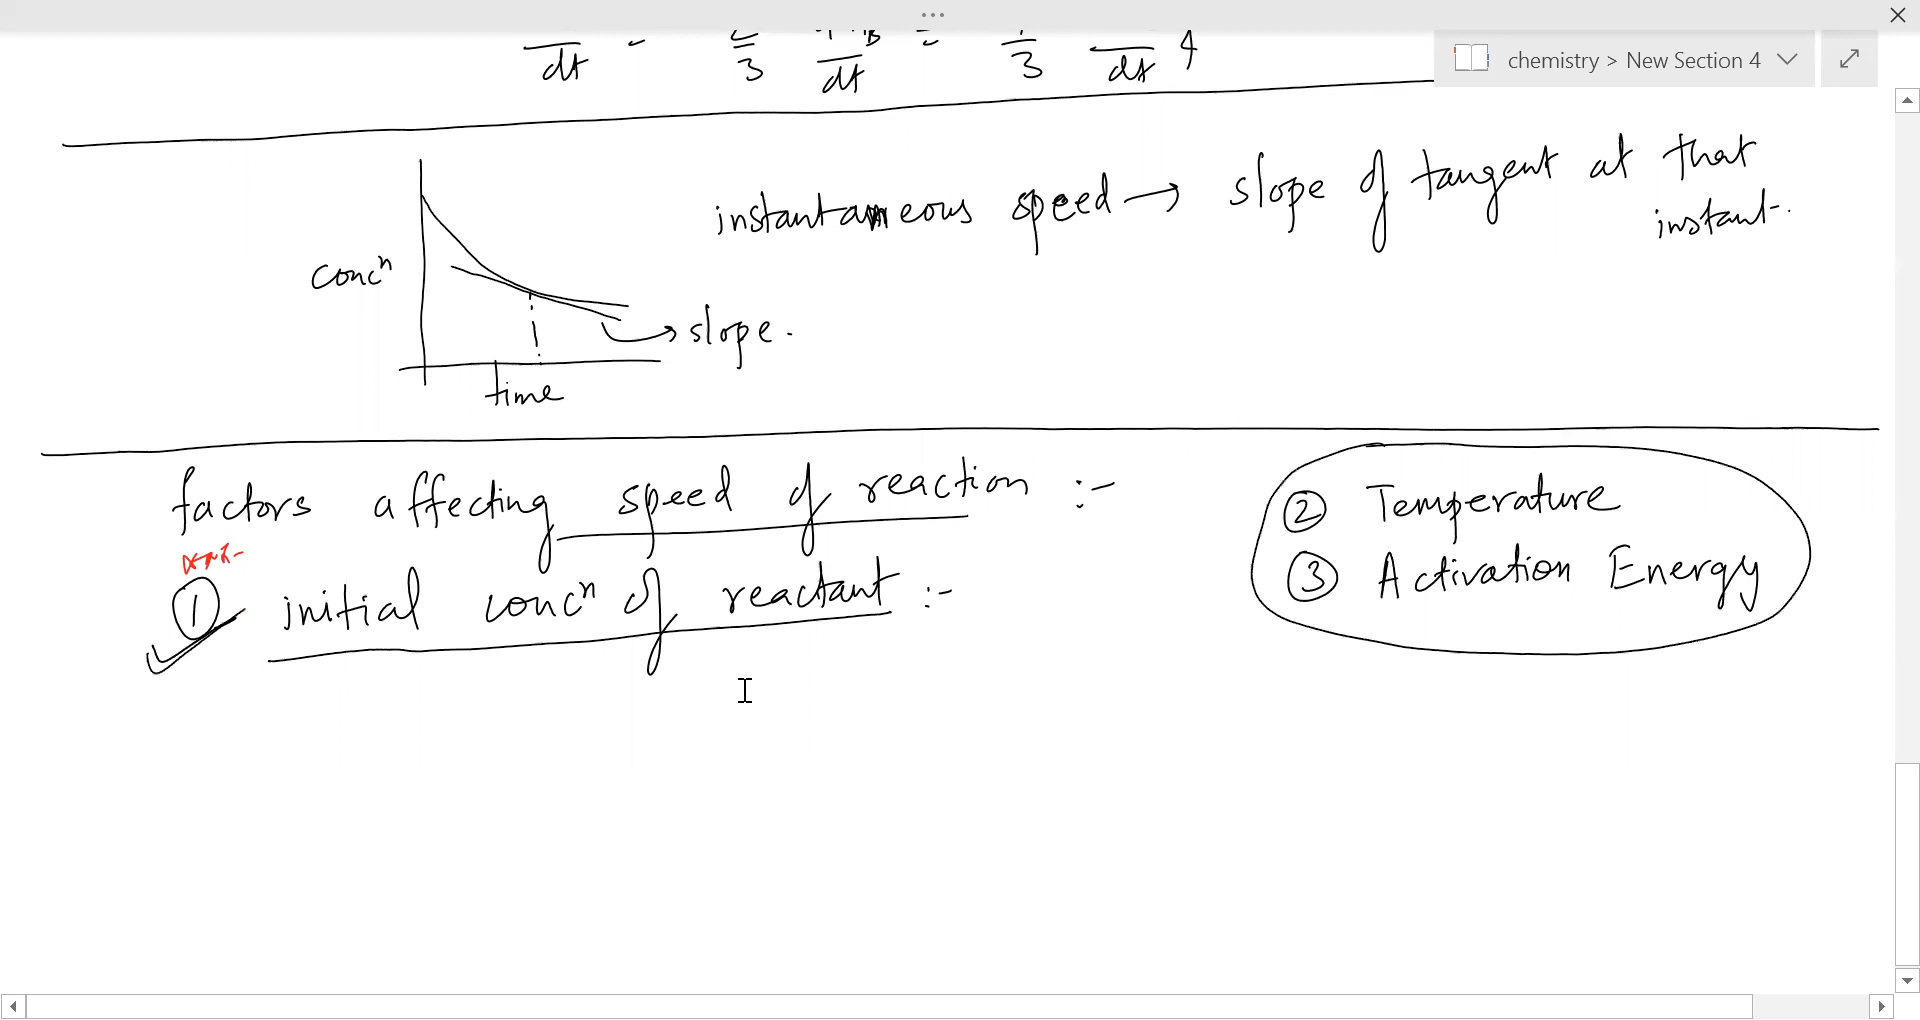 chemistry > New Section 4
dt 3 dt 3 dt
instantaneous speed → slope of tangent at that
instant.
concⁿ
→ slope.
time
factors affecting speed of reaction :-
① initial concⁿ of reactant :-
② Temperature
③ Activation Energy